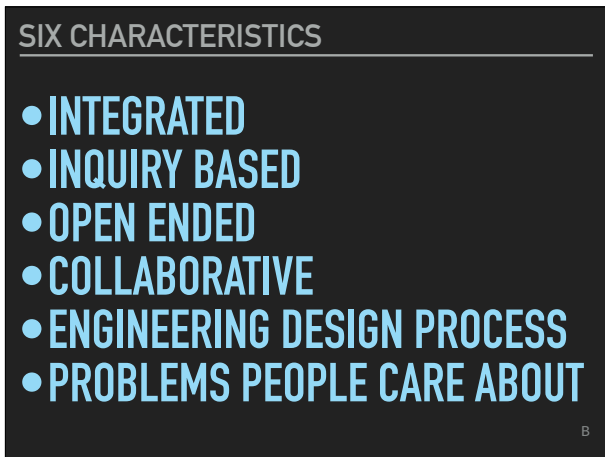 SIX CHARACTERISTICS
•INTEGRATED
•INQUIRY BASED
•OPEN ENDED
•COLLABORATIVE
•ENGINEERING DESIGN PROCESS
•PROBLEMS PEOPLE CARE ABOUT
B